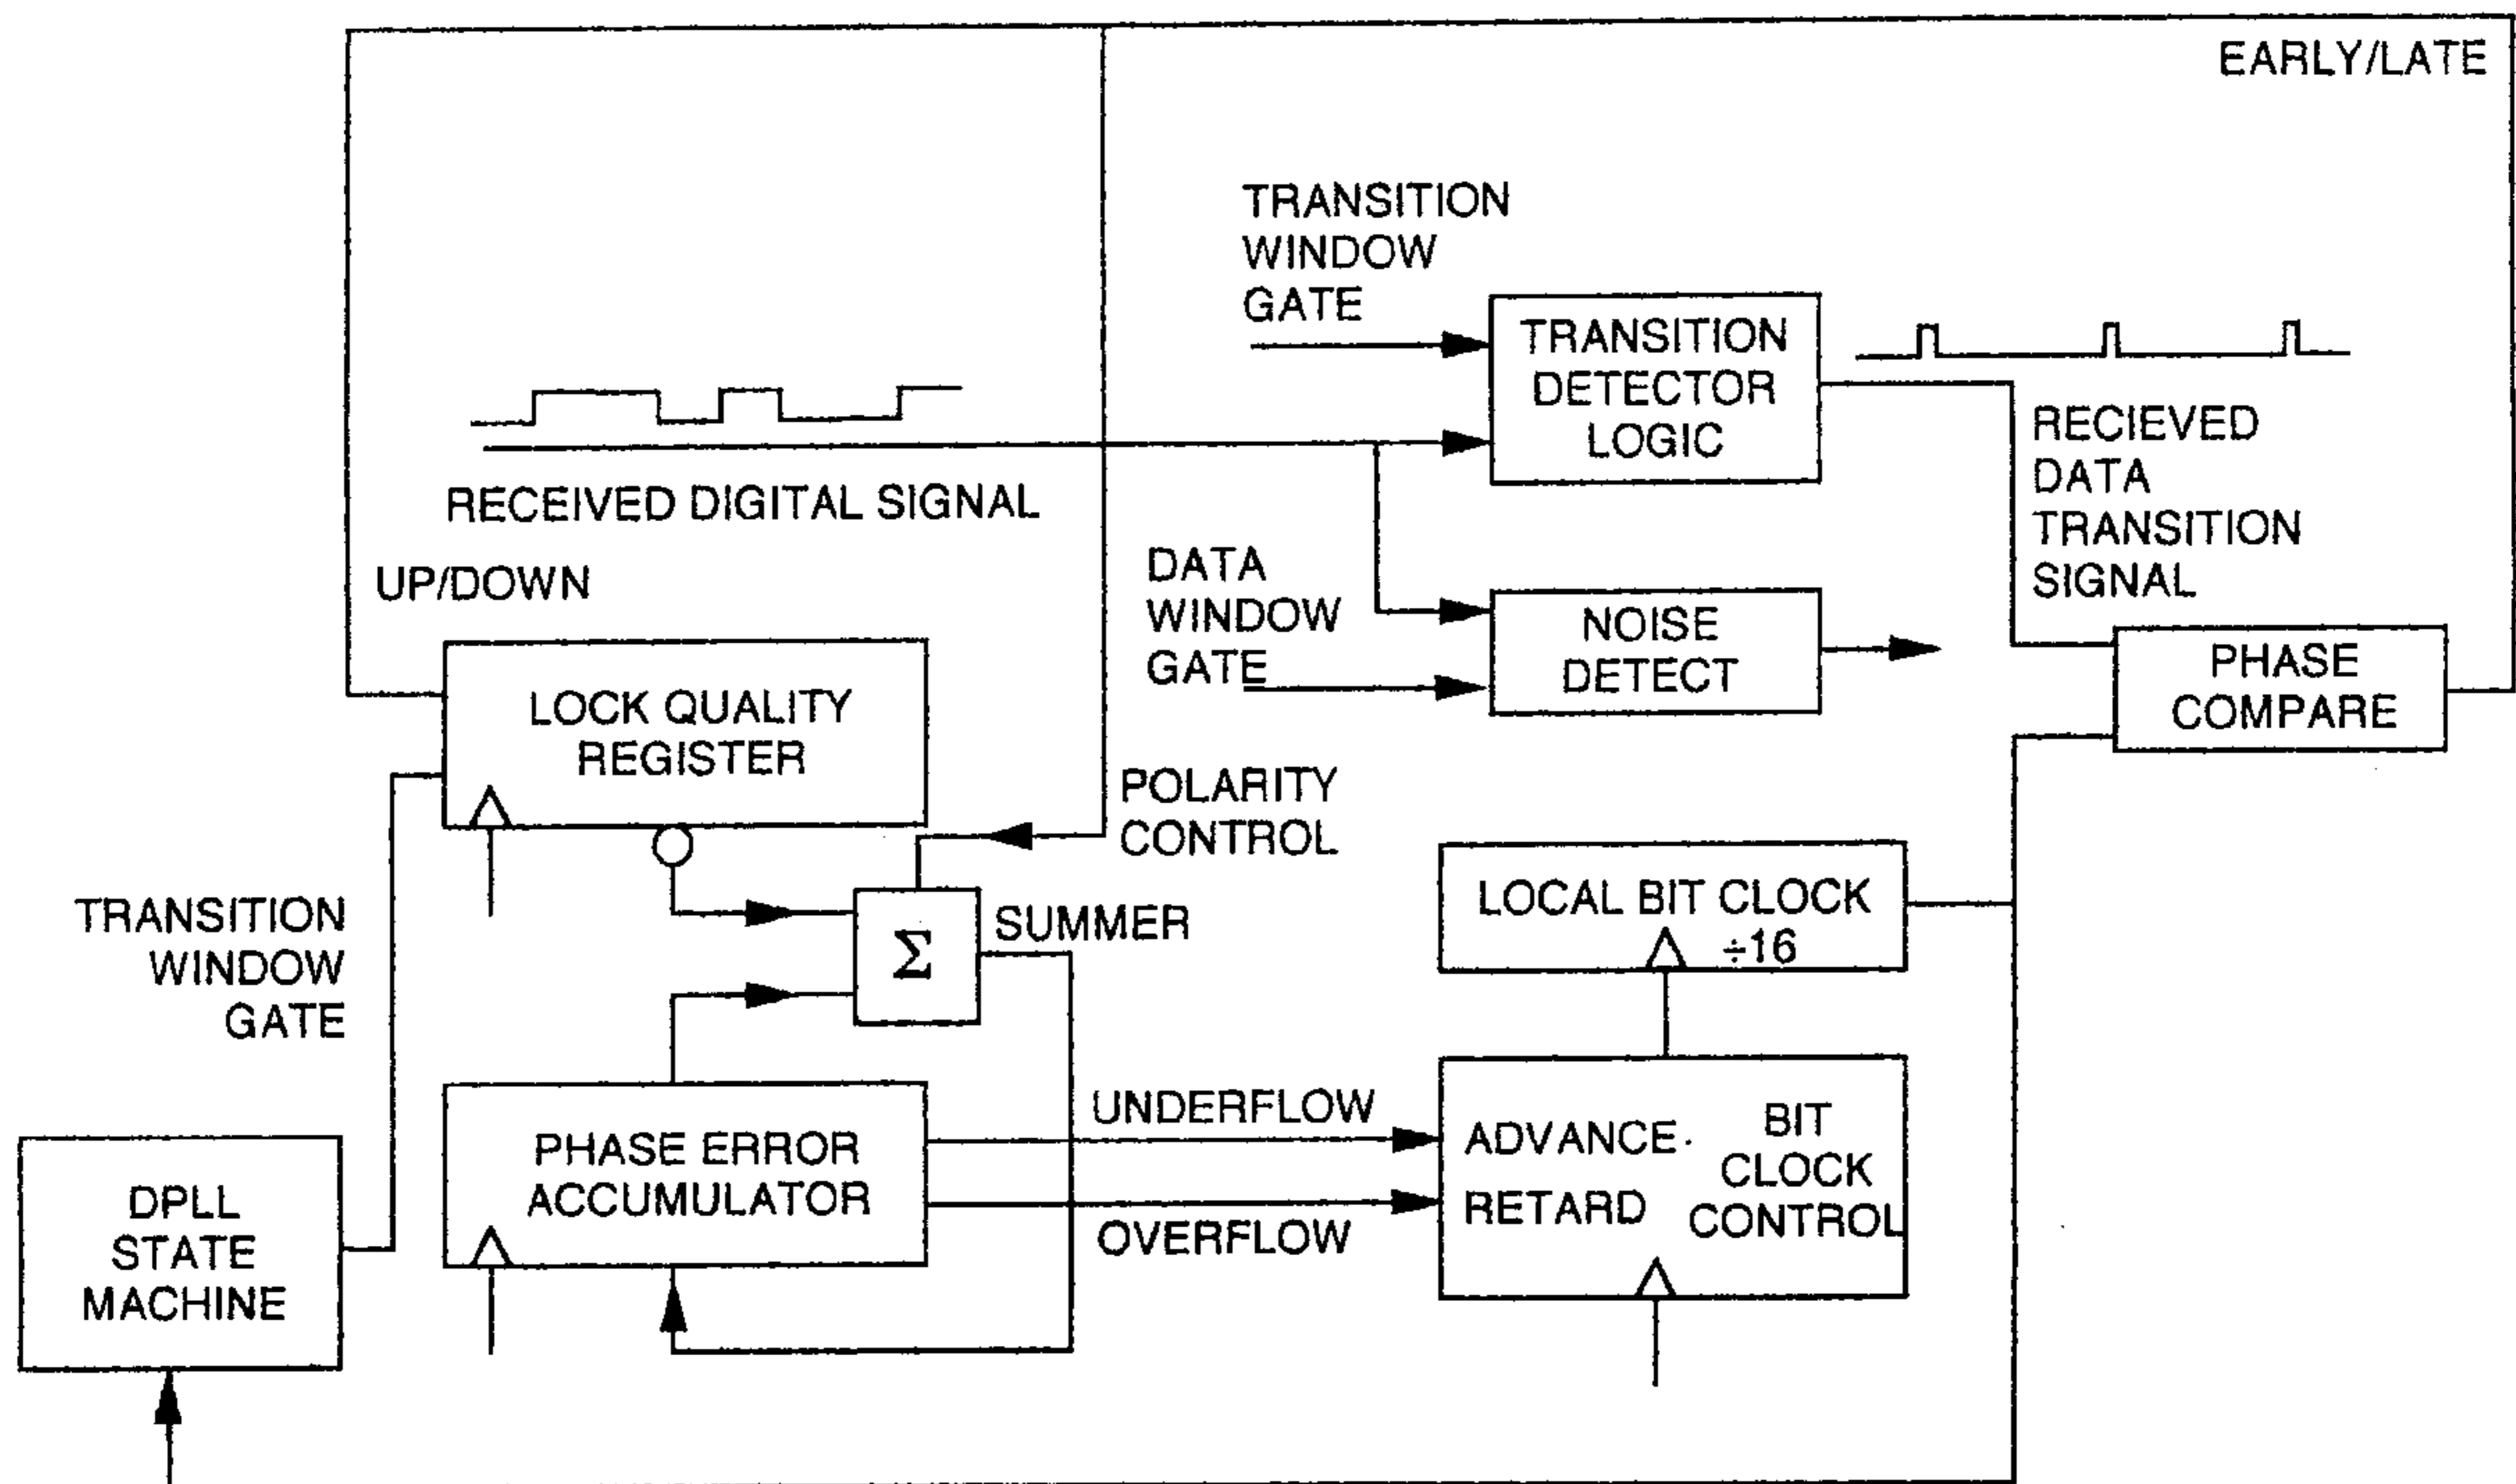 EARLY/LATE
TRANSITION
WINDOW
GATE
TRANSITION
DETECTOR
LOGIC
RECIEVED
DATA
TRANSITION
SIGNAL
RECEIVED DIGITAL SIGNAL
UP/DOWN
DATA
WINDOW
GATE
NOISE
DETECT
PHASE
COMPARE
LOCK QUALITY
REGISTER
POLARITY
CONTROL
TRANSITION
WINDOW
GATE
Σ
SUMMER
LOCAL BIT CLOCK
÷16
DPLL
STATE
MACHINE
PHASE ERROR
ACCUMULATOR
UNDERFLOW
OVERFLOW
ADVANCE
RETARD
BIT
CLOCK
CONTROL